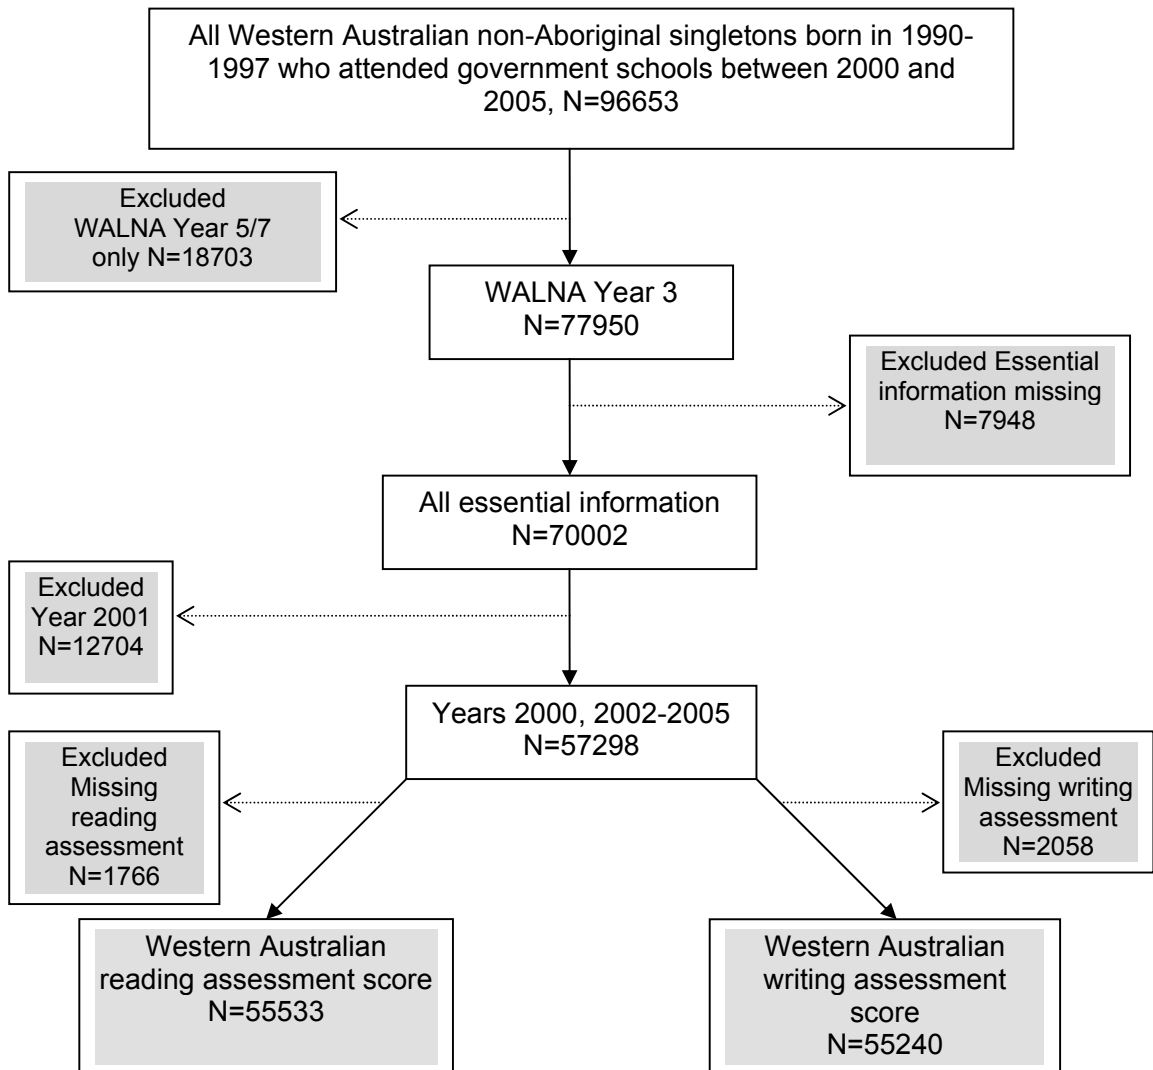 All Western Australian non-Aboriginal singletons born in 1990-
1997 who attended government schools between 2000 and
2005, N=96653
Excluded
WALNA Year 5/7
only N=18703
WALNA Year 3
N=77950
Excluded Essential
information missing
N=7948
All essential information
N=70002
Excluded
Year 2001
N=12704
Years 2000, 2002-2005
N=57298
Excluded
Missing
reading
assessment
N=1766
Excluded
Missing writing
assessment
N=2058
Western Australian
reading assessment score
N=55533
Western Australian
writing assessment
score
N=55240